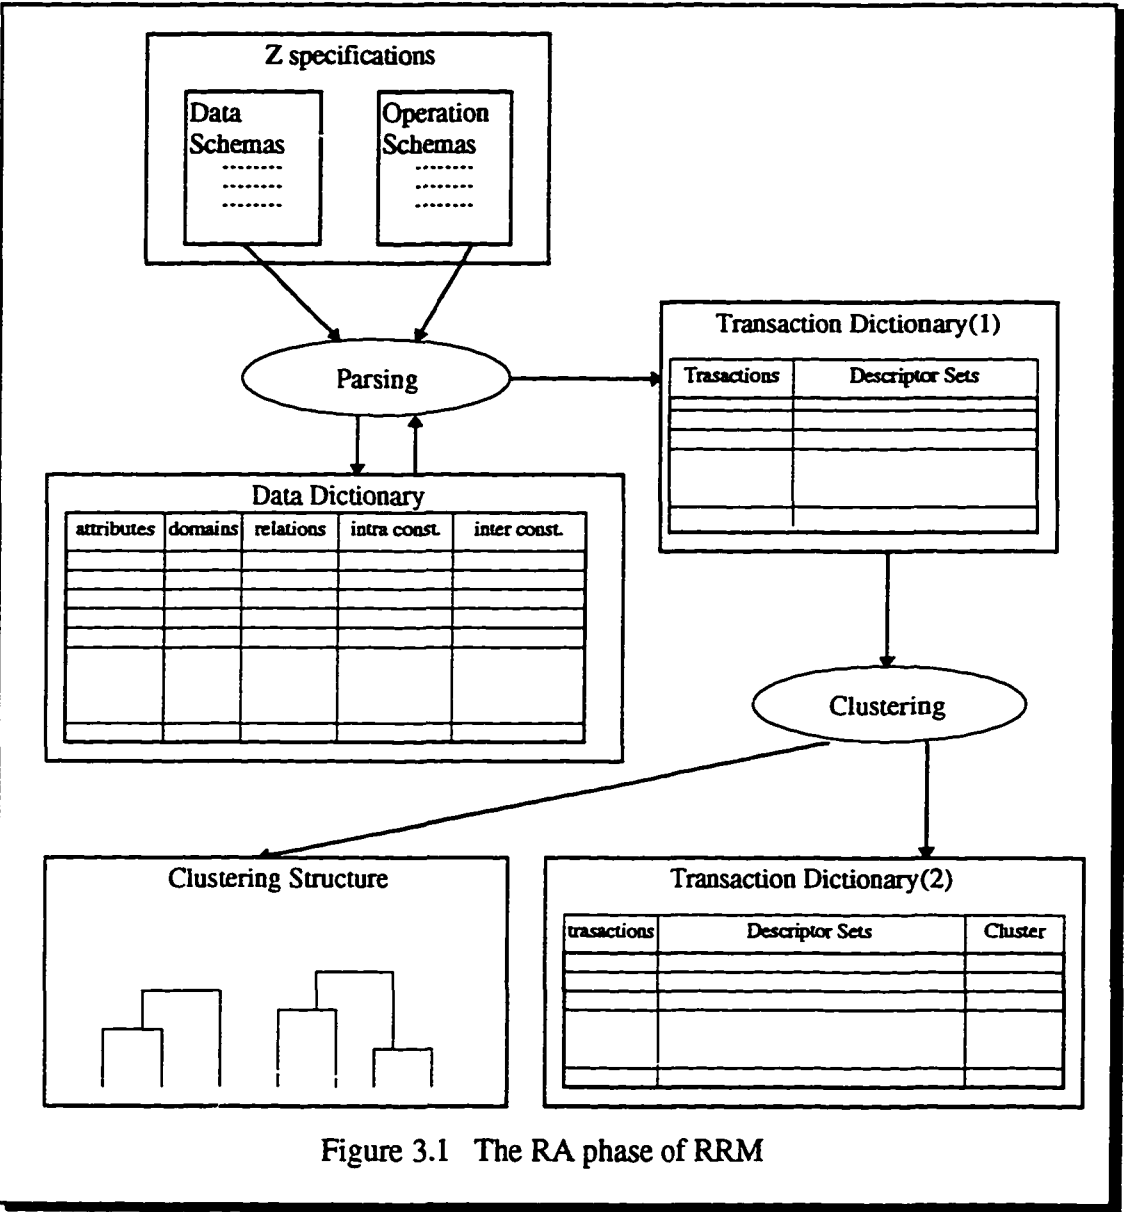 Z specifications
Data
Schemas
Operation
Schemas
Parsing
Transaction Dictionary(1)
Trasactions Descriptor Sets
Data Dictionary
attributes domains relations intra const. inter const.
Clustering
Clustering Structure
Transaction Dictionary(2)
trasactions Descriptor Sets Cluster
Figure 3.1 The RA phase of RRM